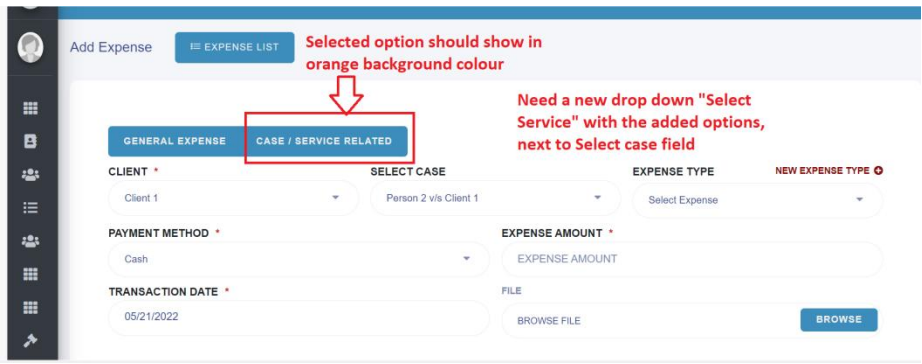 Add Expense
EXPENSE LIST
Selected option should show in
orange background colour
Need a new drop down "Select
Service" with the added options,
next to Select case field
GENERAL EXPENSE
CASE / SERVICE RELATED
CLIENT *
SELECT CASE
EXPENSE TYPE
NEW EXPENSE TYPE
Client 1
Person 2 v/s Client 1
Select Expense
PAYMENT METHOD *
EXPENSE AMOUNT *
Cash
EXPENSE AMOUNT
TRANSACTION DATE *
FILE
05/21/2022
BROWSE FILE
BROWSE